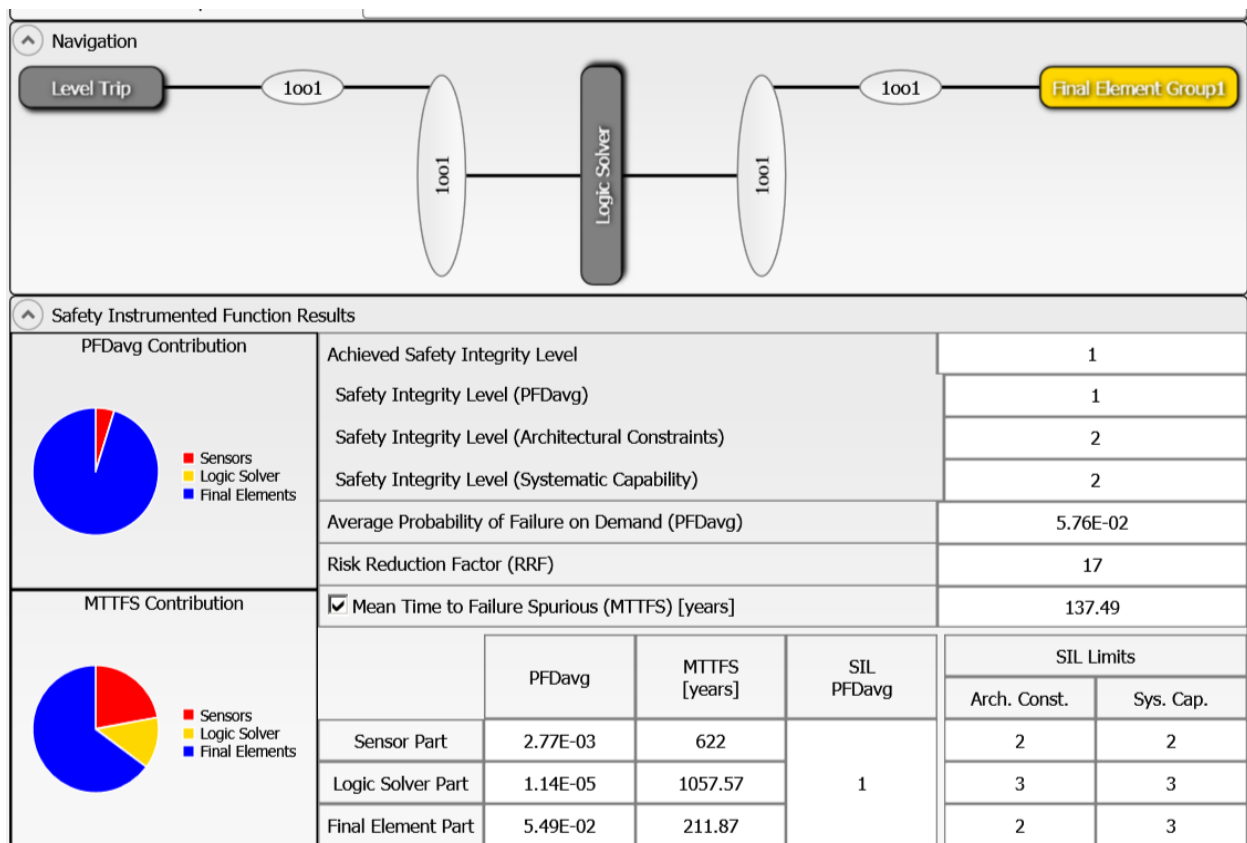 Navigation
Level Trip
1oo1
1oo1
Logic Solver
1oo1
1oo1
Final Element Group1
Safety Instrumented Function Results
PFDavg Contribution
Sensors
Logic Solver
Final Elements
MTTFS Contribution
Sensors
Logic Solver
Final Elements
Achieved Safety Integrity Level 1
Safety Integrity Level (PFDavg) 1
Safety Integrity Level (Architectural Constraints) 2
Safety Integrity Level (Systematic Capability) 2
Average Probability of Failure on Demand (PFDavg) 5.76E-02
Risk Reduction Factor (RRF) 17
Mean Time to Failure Spurious (MTTFS) [years] 137.49
PFDavg MTTFS [years] SIL PFDavg SIL Limits
Arch. Const. Sys. Cap.
Sensor Part 2.77E-03 622 2 2
Logic Solver Part 1.14E-05 1057.57 1 3 3
Final Element Part 5.49E-02 211.87 2 3